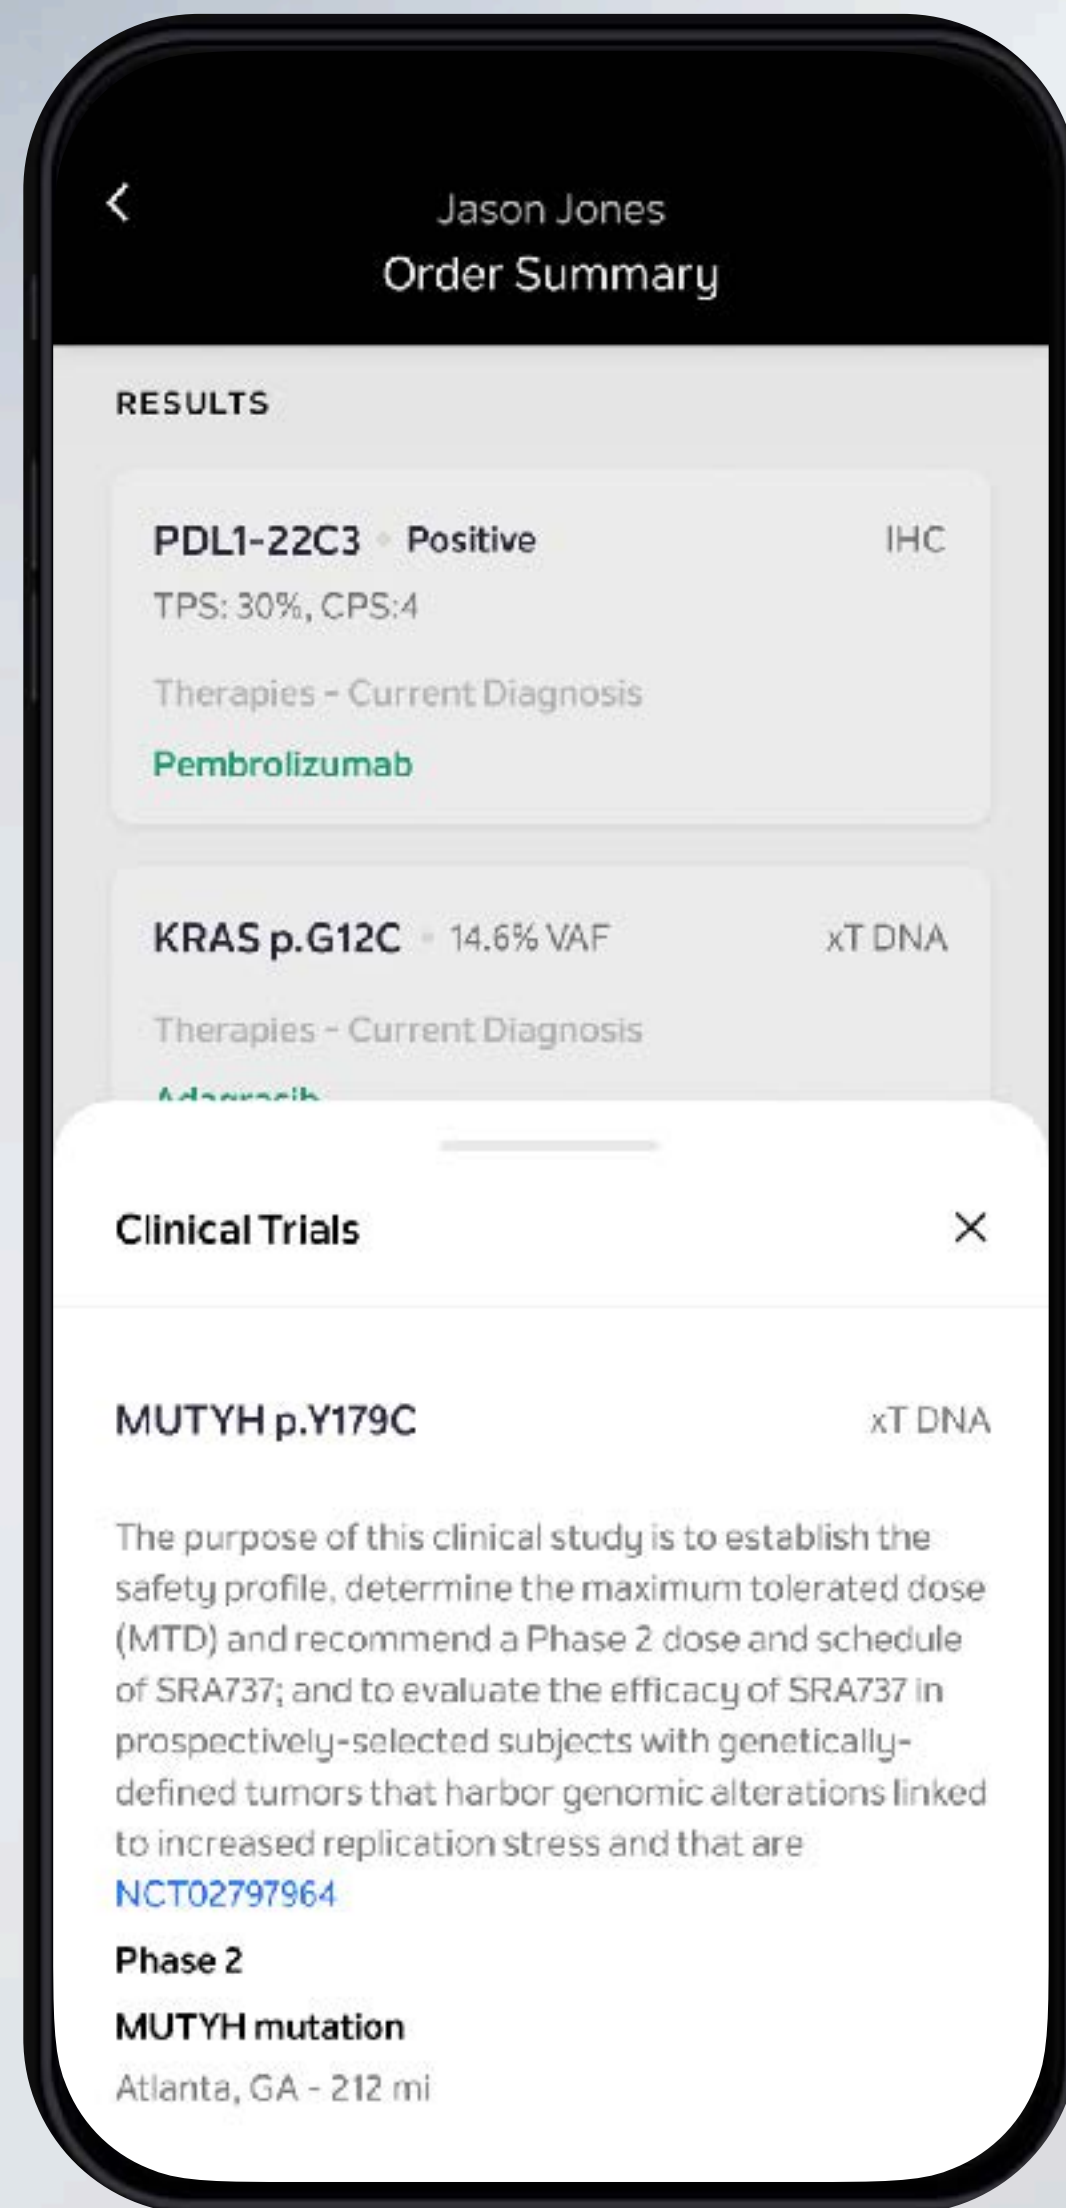 Jason Jones
Order Summary
RESULTS
PDL1-22C3 • Positive IHC
TPS: 30%, CPS:4
Therapies - Current Diagnosis
Pembrolizumab
KRAS p.G12C • 14.6% VAF xT DNA
Therapies - Current Diagnosis
Adagrasib
Clinical Trials
MUTYH p.Y179C xT DNA
The purpose of this clinical study is to establish the
safety profile, determine the maximum tolerated dose
(MTD) and recommend a Phase 2 dose and schedule
of SRA737; and to evaluate the efficacy of SRA737 in
prospectively-selected subjects with genetically-
defined tumors that harbor genomic alterations linked
to increased replication stress and that are
NCT02797964
Phase 2
MUTYH mutation
Atlanta, GA - 212 mi